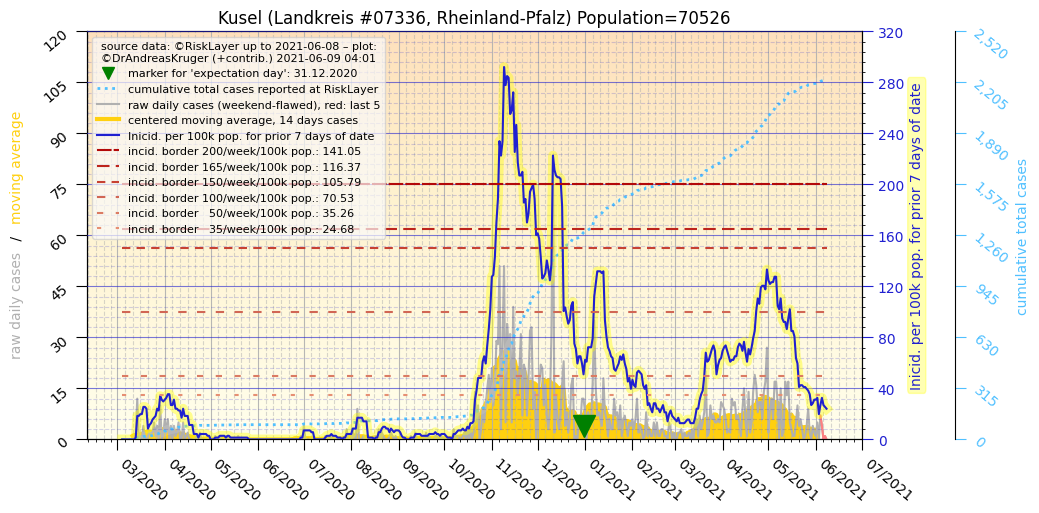 Kusel (Landkreis #07336, Rheinland-Pfalz) Population=70526
source data: ©RiskLayer up to 2021-06-08 – plot:
©DrAndreasKruger (+contrib.) 2021-06-09 04:01
marker for 'expectation day': 31.12.2020
cumulative total cases reported at RiskLayer
raw daily cases (weekend-flawed), red: last 5
centered moving average, 14 days cases
Inicid. per 100k pop. for prior 7 days of date
incid. border 200/week/100k pop.: 141.05
incid. border 165/week/100k pop.: 116.37
incid. border 150/week/100k pop.: 105.79
incid. border 100/week/100k pop.: 70.53
incid. border 50/week/100k pop.: 35.26
incid. border 35/week/100k pop.: 24.68
raw daily cases / moving average
120
105
90
75
60
45
30
15
0
320
280
240
200
160
120
80
40
0
Inicid. per 100k pop. for prior 7 days of date
2,520
2,205
1,890
1,575
1,260
945
630
315
0
cumulative total cases
03/2020
04/2020
05/2020
06/2020
07/2020
08/2020
09/2020
10/2020
11/2020
12/2020
01/2021
02/2021
03/2021
04/2021
05/2021
06/2021
07/2021